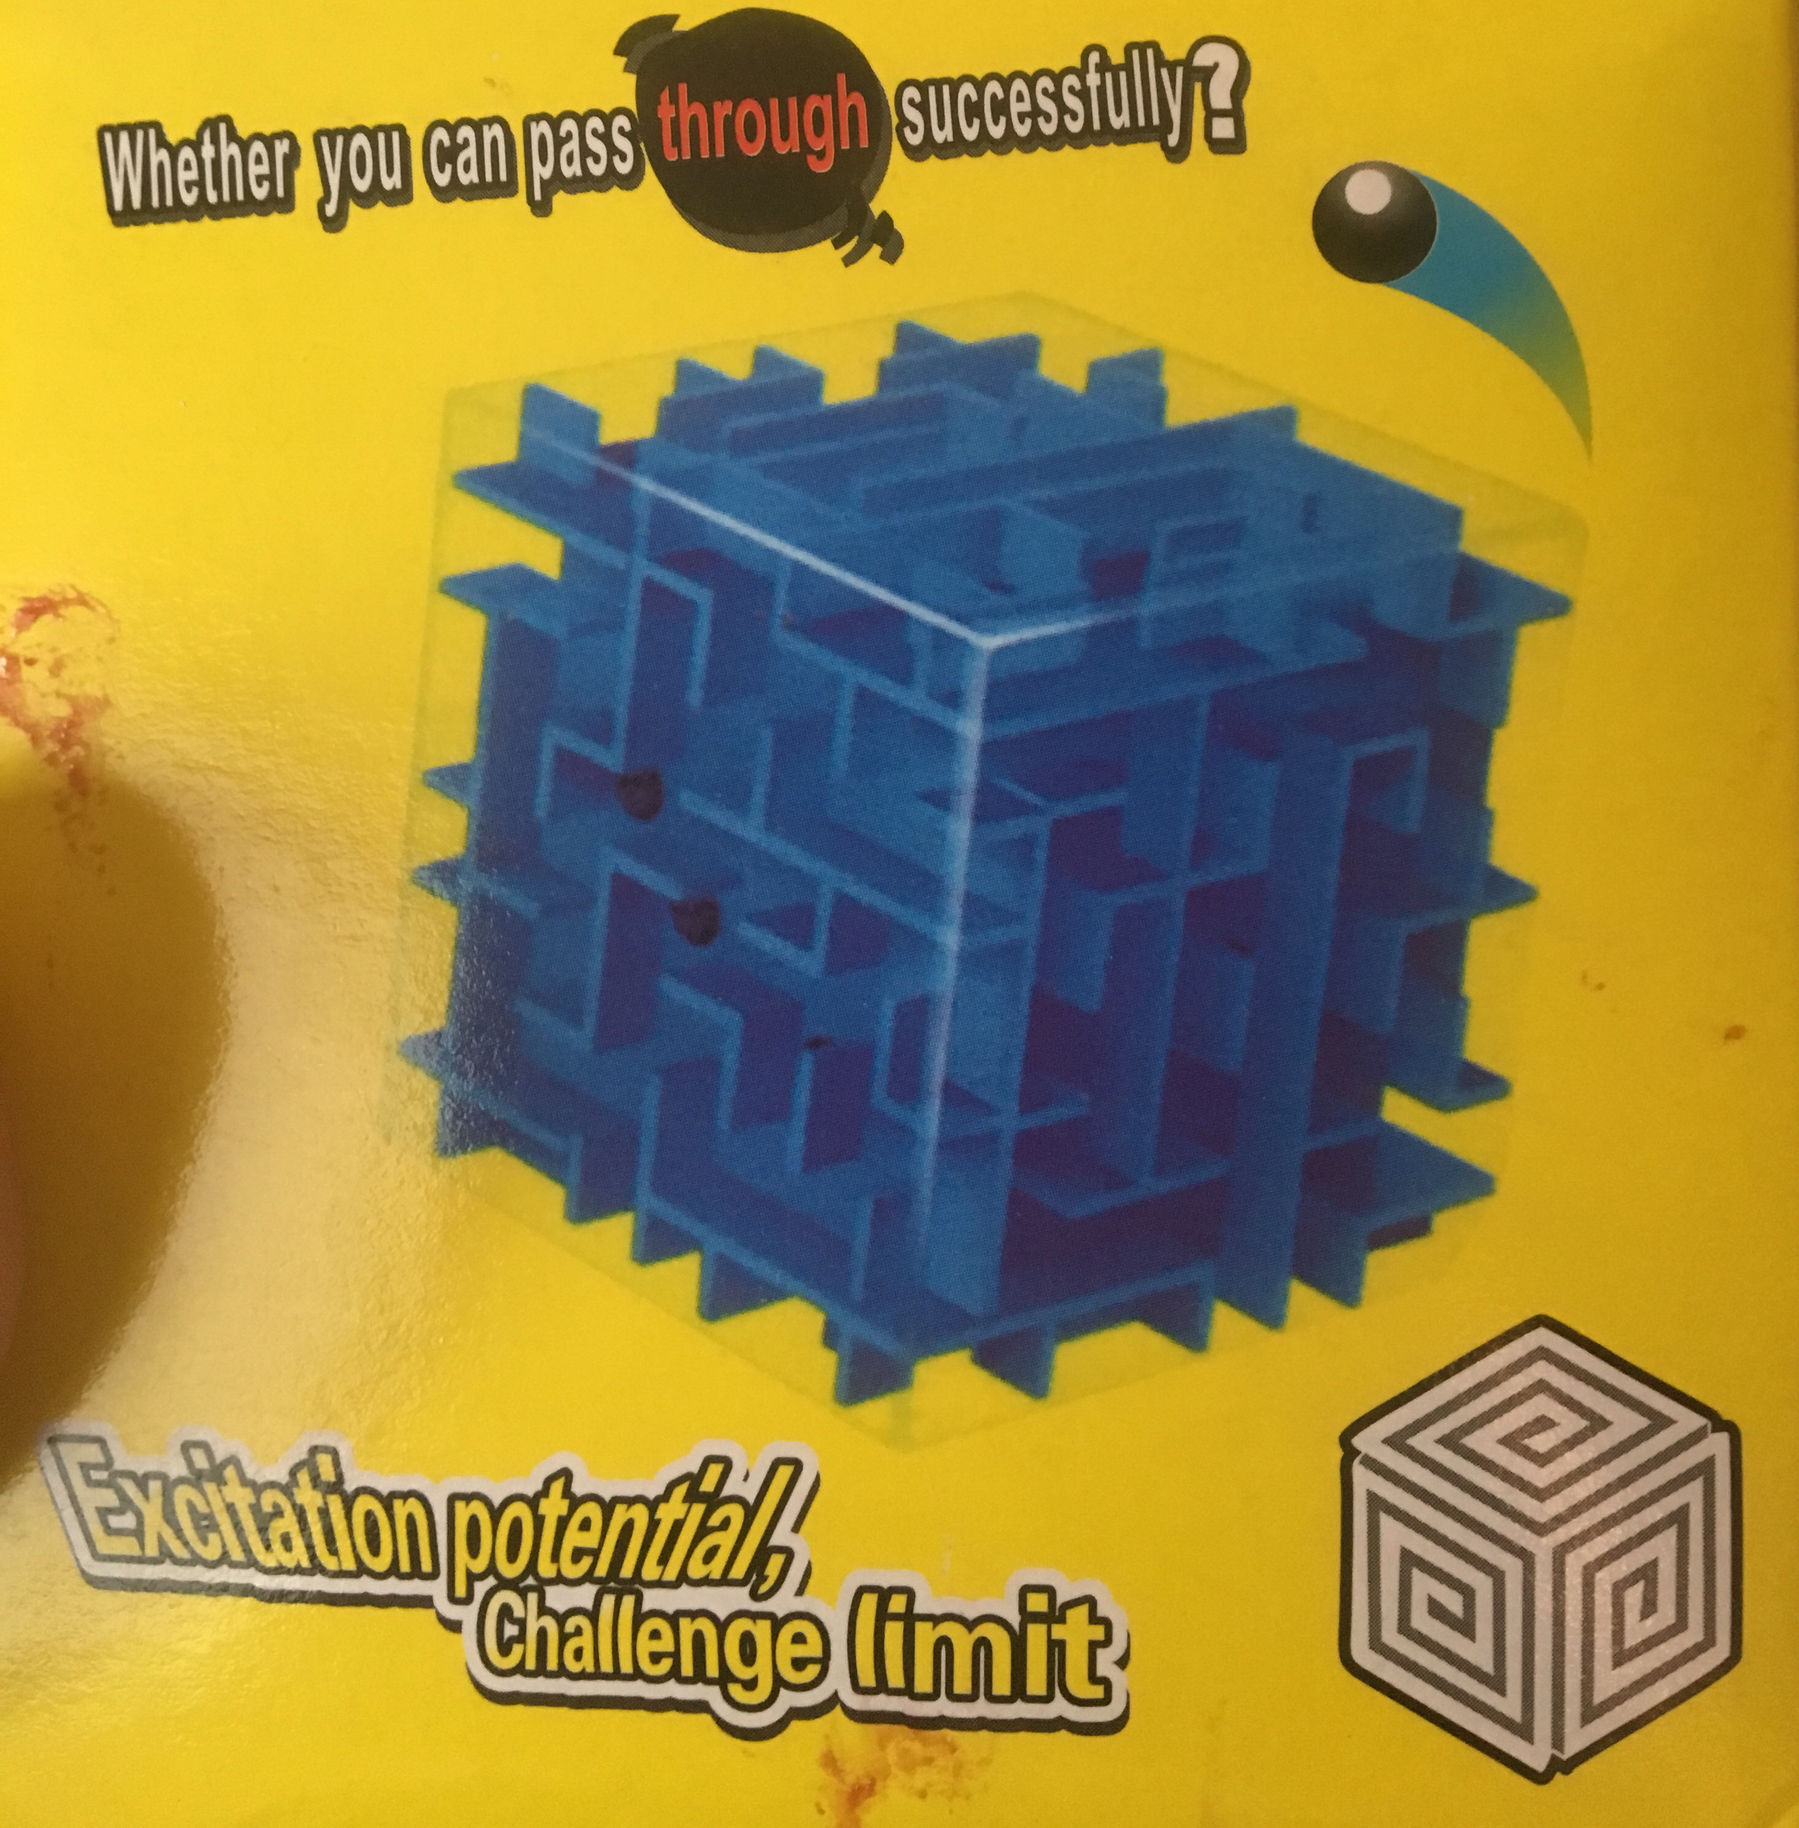 Whether you can pass through successfully?
Excitation potential,
Challenge limit